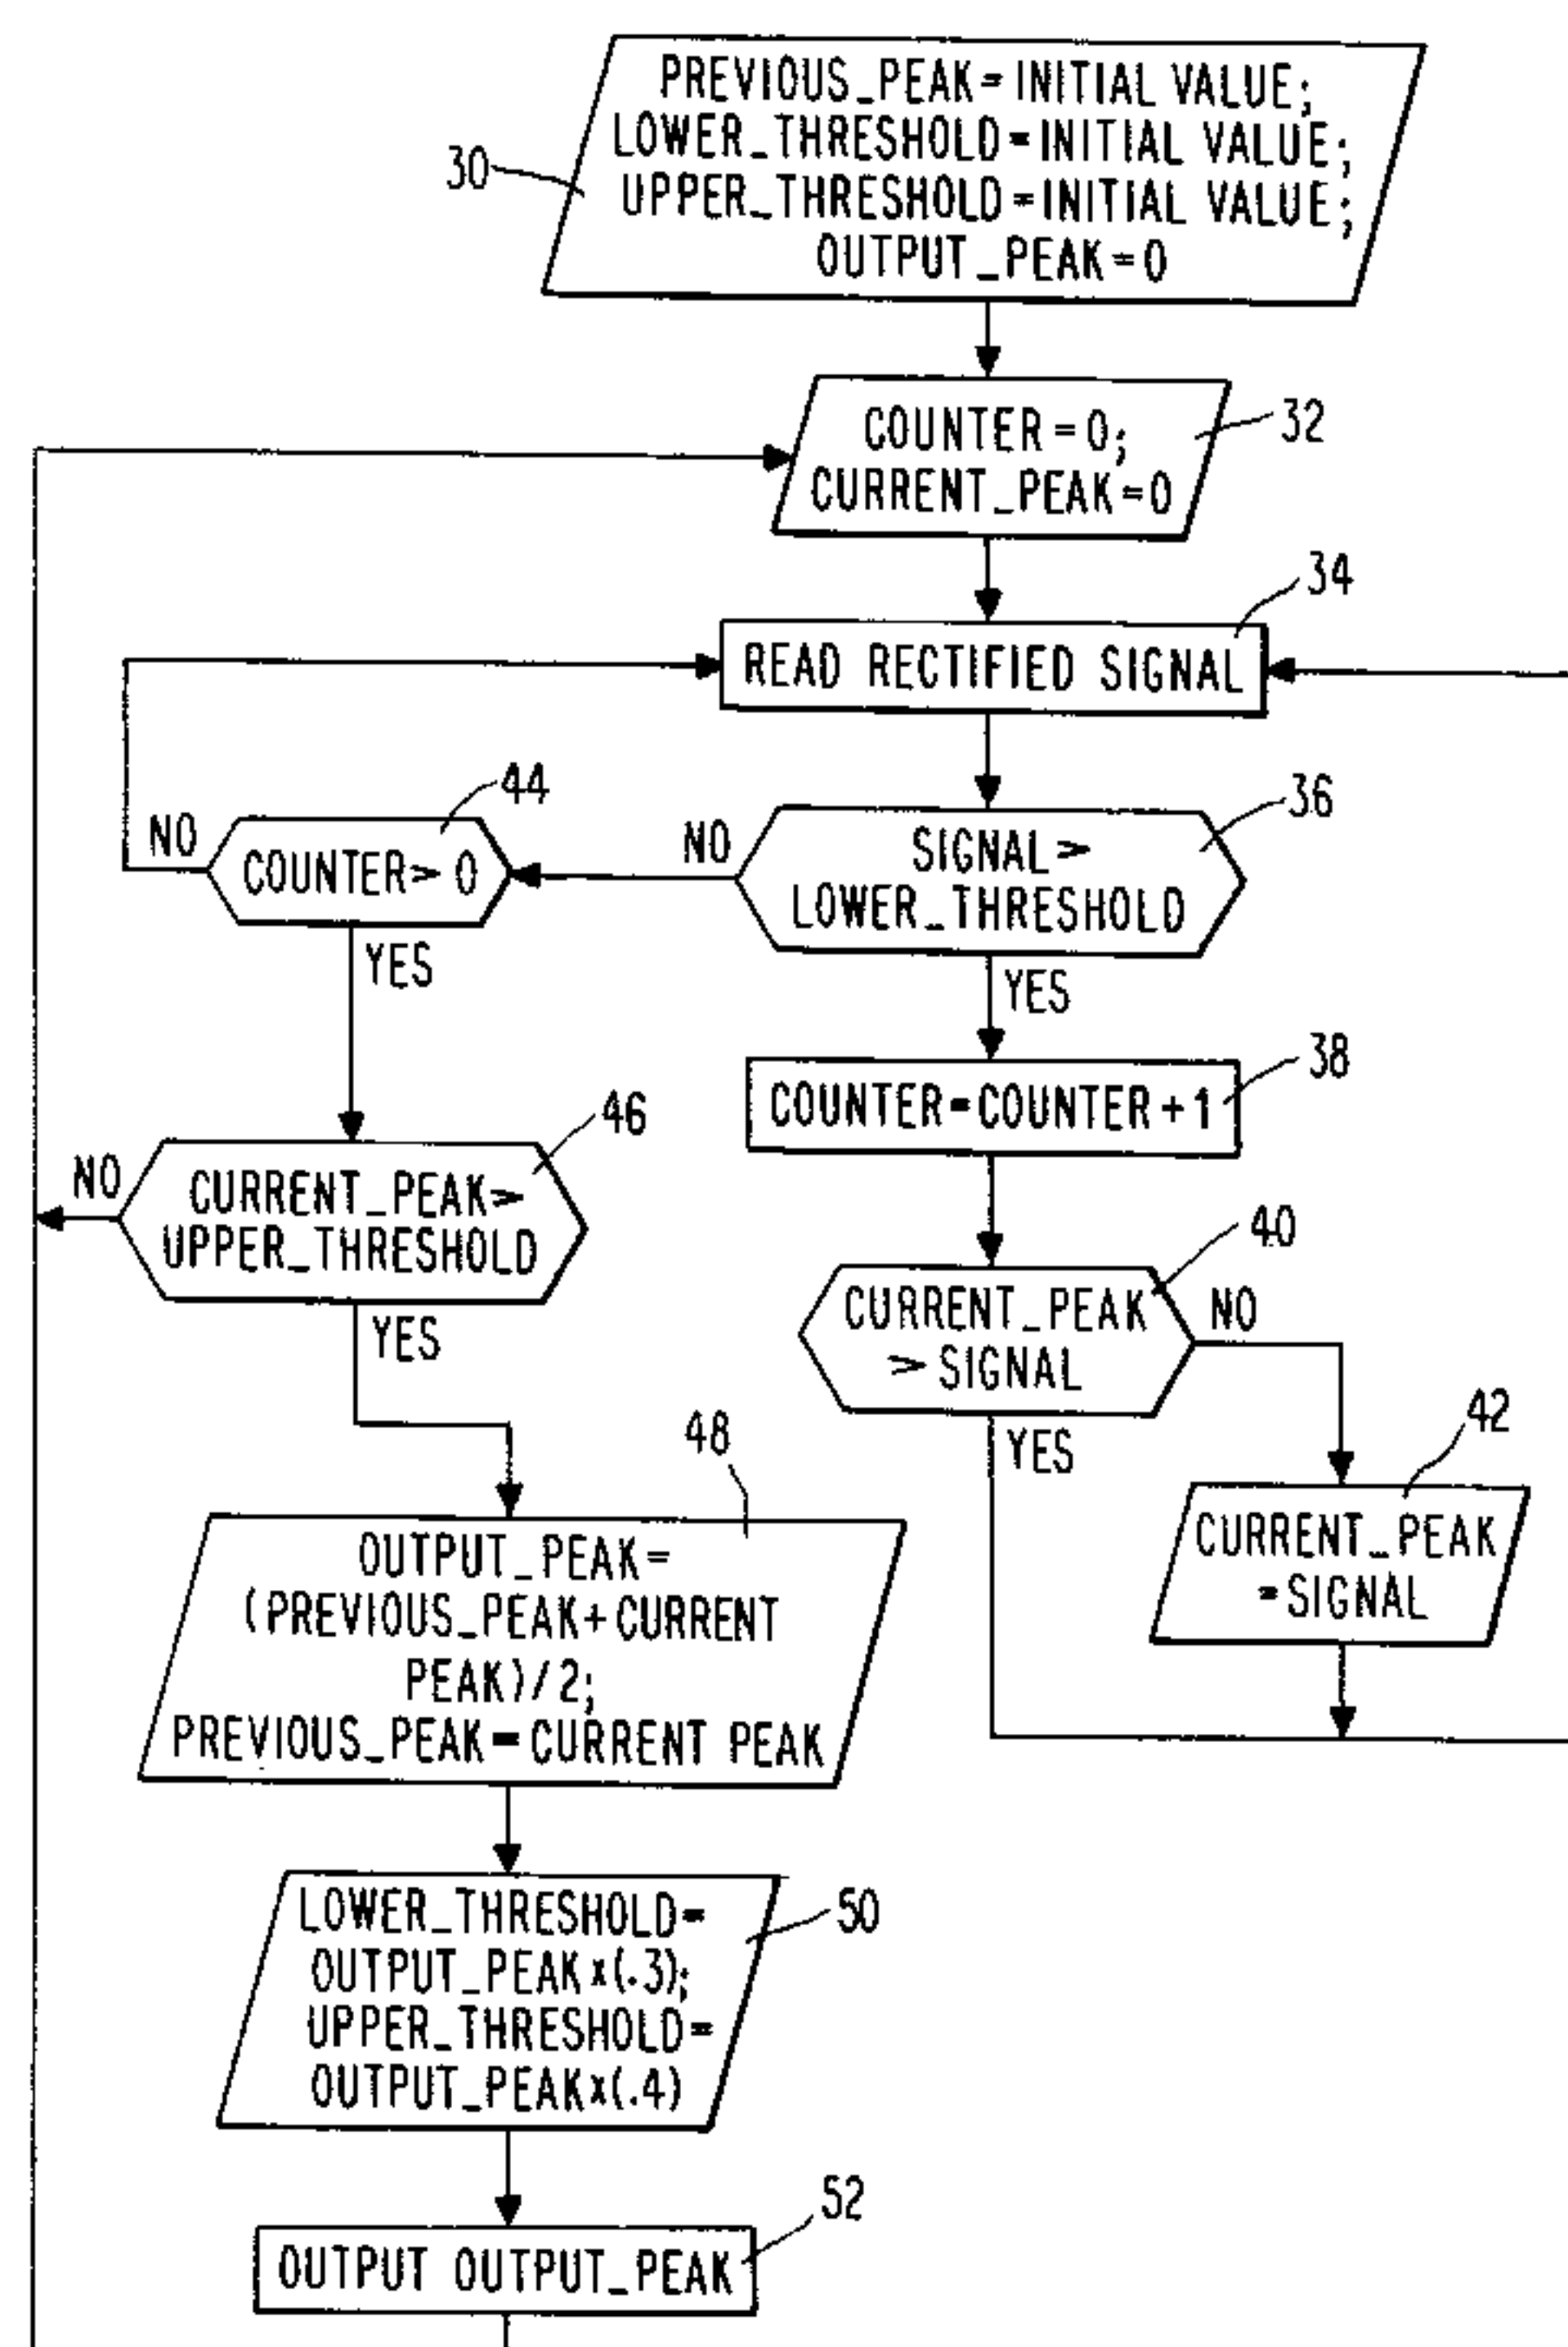 PREVIOUS_PEAK=INITIAL VALUE;
LOWER_THRESHOLD=INITIAL VALUE;
UPPER_THRESHOLD=INITIAL VALUE;
OUTPUT_PEAK=0
30
COUNTER=0;
CURRENT_PEAK=0
32
34
READ RECTIFIED SIGNAL
44
NO
COUNTER>0
YES
NO
36
SIGNAL>
LOWER_THRESHOLD
YES
38
COUNTER=COUNTER+1
46
NO
CURRENT_PEAK>
UPPER_THRESHOLD
YES
40
CURRENT_PEAK
>SIGNAL
NO
YES
42
CURRENT_PEAK
=SIGNAL
48
OUTPUT_PEAK=
(PREVIOUS_PEAK+CURRENT
PEAK)/2;
PREVIOUS_PEAK=CURRENT PEAK
50
LOWER_THRESHOLD=
OUTPUT_PEAKx(.3);
UPPER_THRESHOLD=
OUTPUT_PEAKx(.4)
52
OUTPUT OUTPUT_PEAK